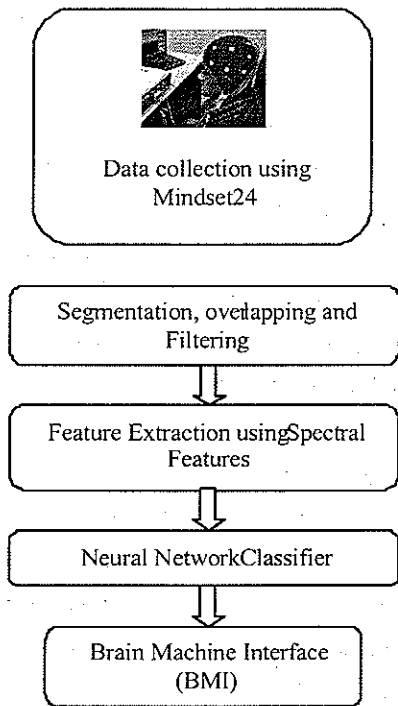 Data collection using
Mindset24
Segmentation, overlapping and
Filtering
Feature Extraction usingSpectral
Features
Neural NetworkClassifier
Brain Machine Interface
(BMI)